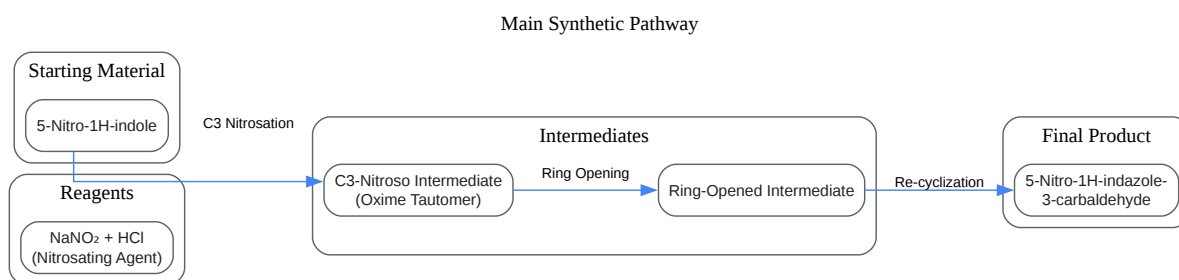 Main Synthetic Pathway
Starting Material
5-Nitro-1H-indole
C3 Nitrosation
Reagents
NaNO₂ + HCl
(Nitrosating Agent)
Intermediates
C3-Nitroso Intermediate
(Oxime Tautomer)
Ring Opening
Ring-Opened Intermediate
Re-cyclization
Final Product
5-Nitro-1H-indazole-
3-carbaldehyde